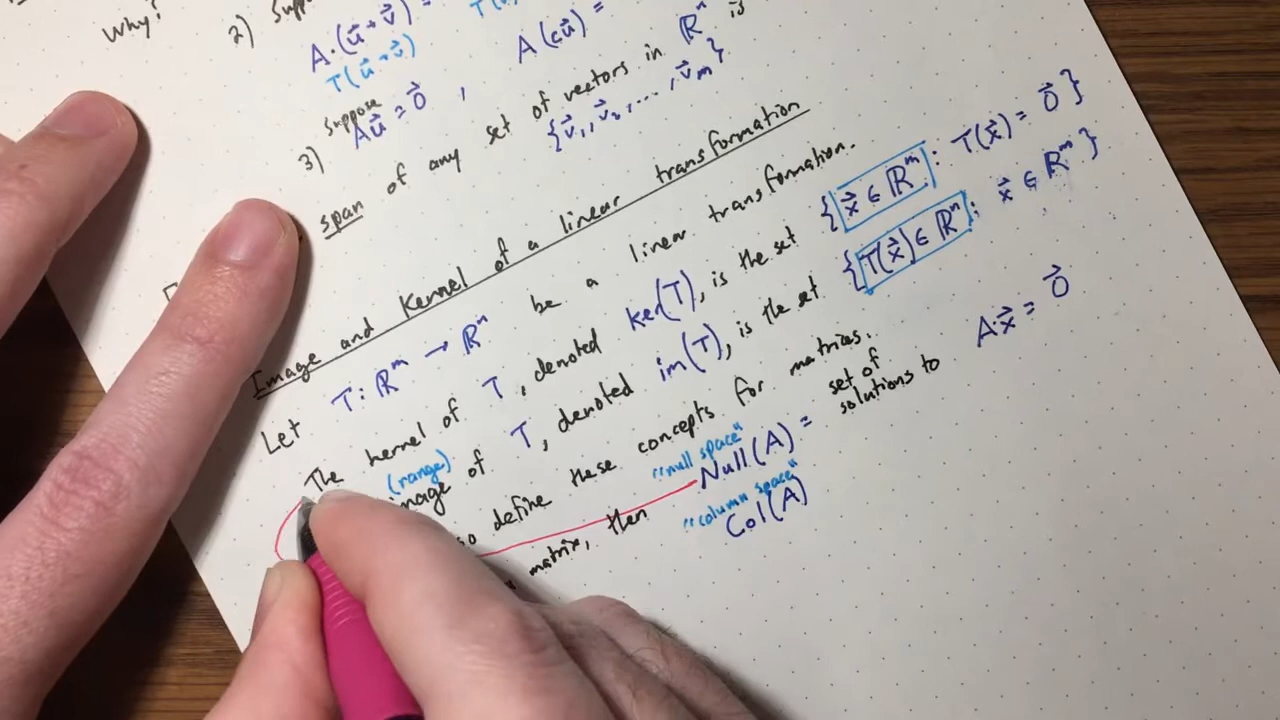 Why?
2)
A·(u⃗+v⃗) =
T(u⃗+v⃗)
A(cu⃗) =
3) Suppose
Au⃗ = 0⃗ ,
span of any set of vectors in ℝⁿ is
{v⃗₁, v⃗₂, ..., v⃗ₘ}
Image and Kernel of a linear transformation
Let T: ℝᵐ → ℝⁿ be a linear transformation.
The kernel of T, denoted ker(T), is the set {x⃗ ∈ ℝᵐ : T(x⃗) = 0⃗}
(range)
of T, denoted im(T), is the set {T(x⃗) ∈ ℝⁿ : x⃗ ∈ ℝᵐ}
define these concepts for matrices.
"null space"
matrix, then Null(A) = set of solutions to A·x⃗ = 0⃗
"column space"
Col(A)